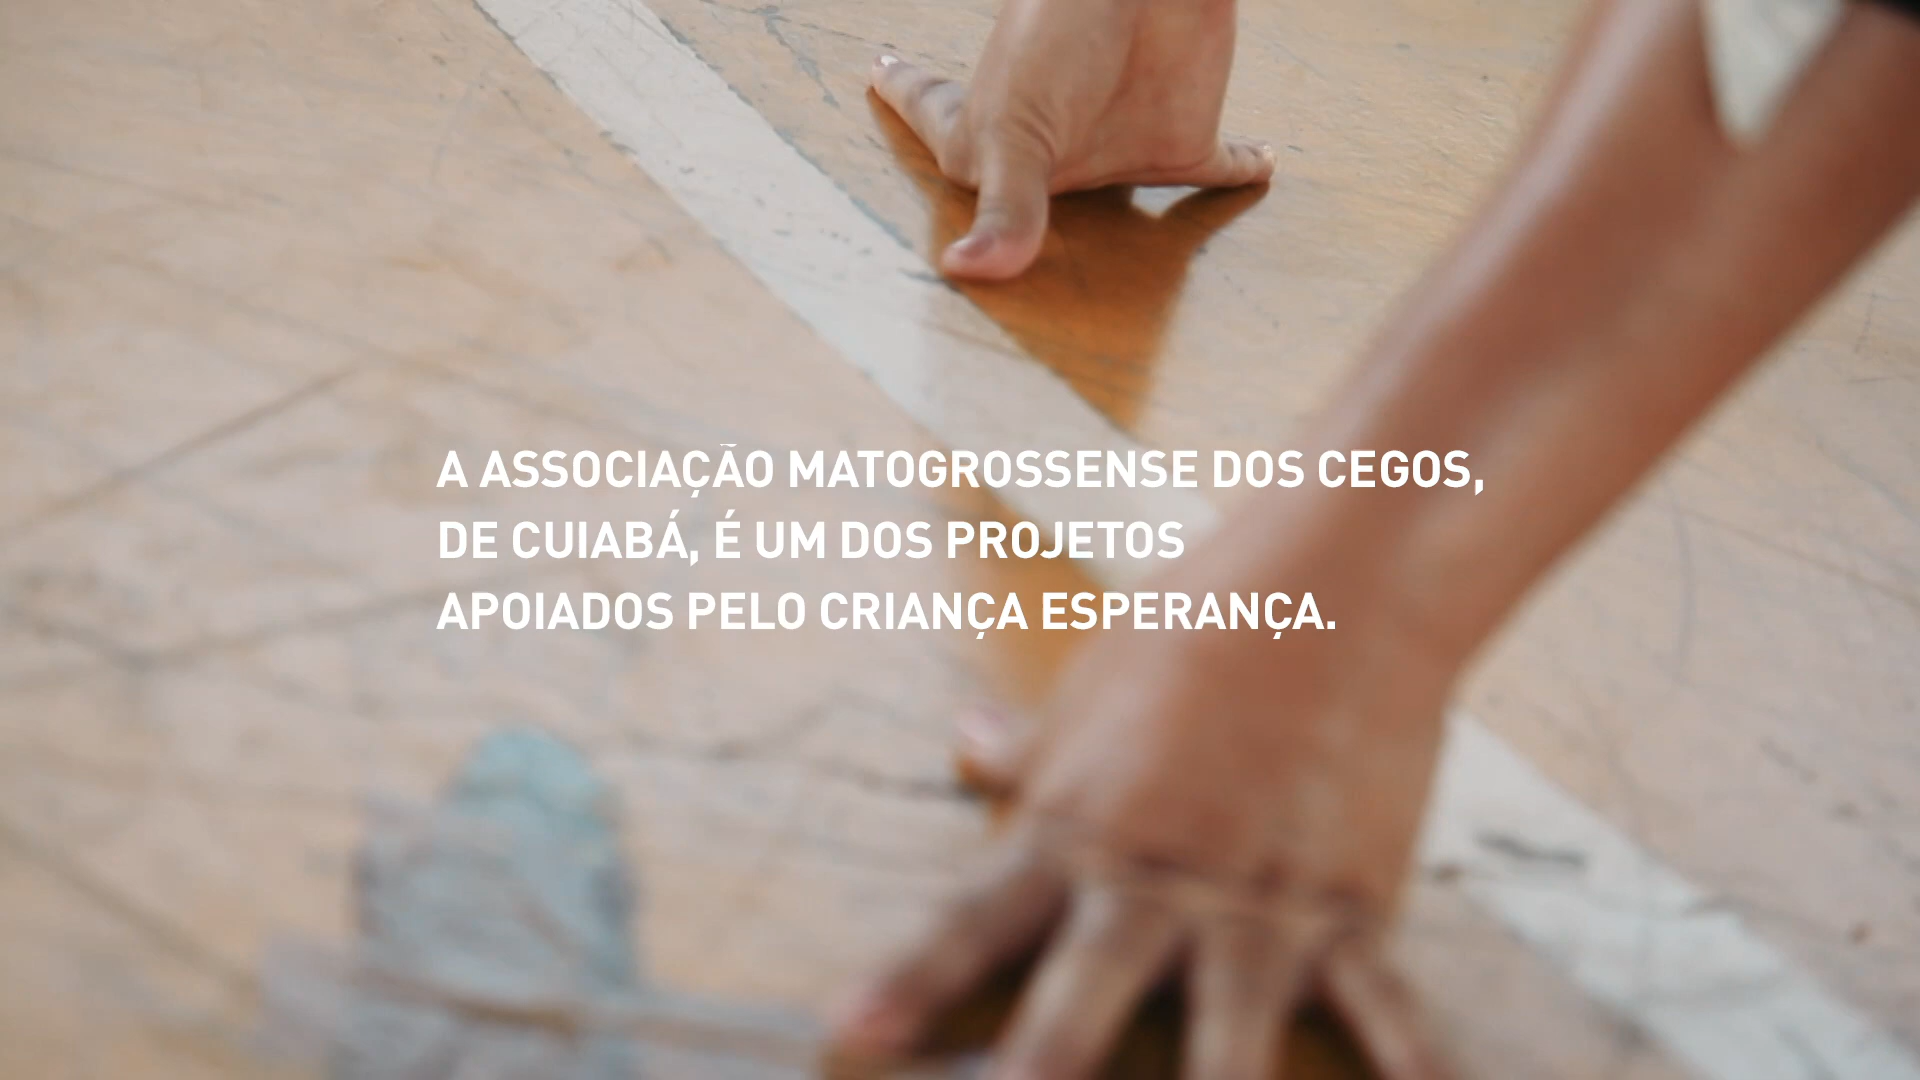 A ASSOCIAÇÃO MATOGROSSENSE DOS CEGOS,
DE CUIABÁ, É UM DOS PROJETOS
APOIADOS PELO CRIANÇA ESPERANÇA.